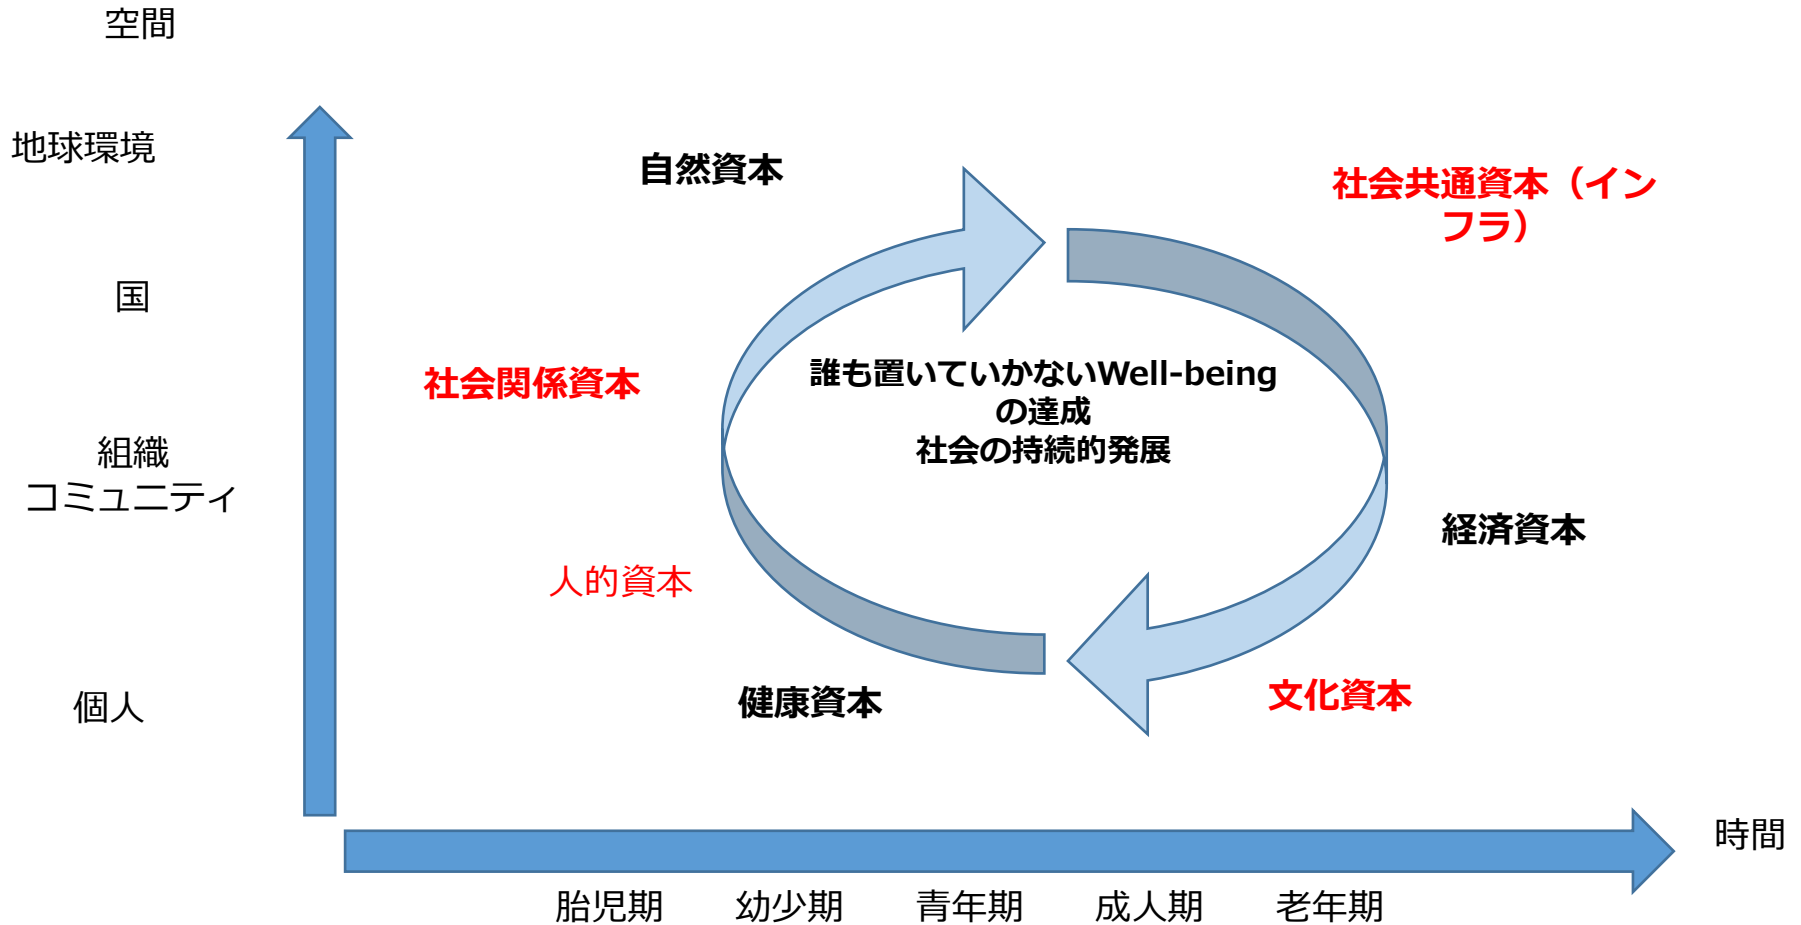 空間
地球環境
自然資本
社会共通資本（イン
フラ）
国
社会関係資本
誰も置いていかないWell-being
の達成
社会の持続的発展
組織
コミュニティ
経済資本
人的資本
個人
健康資本
文化資本
時間
胎児期
幼少期
青年期
成人期
老年期